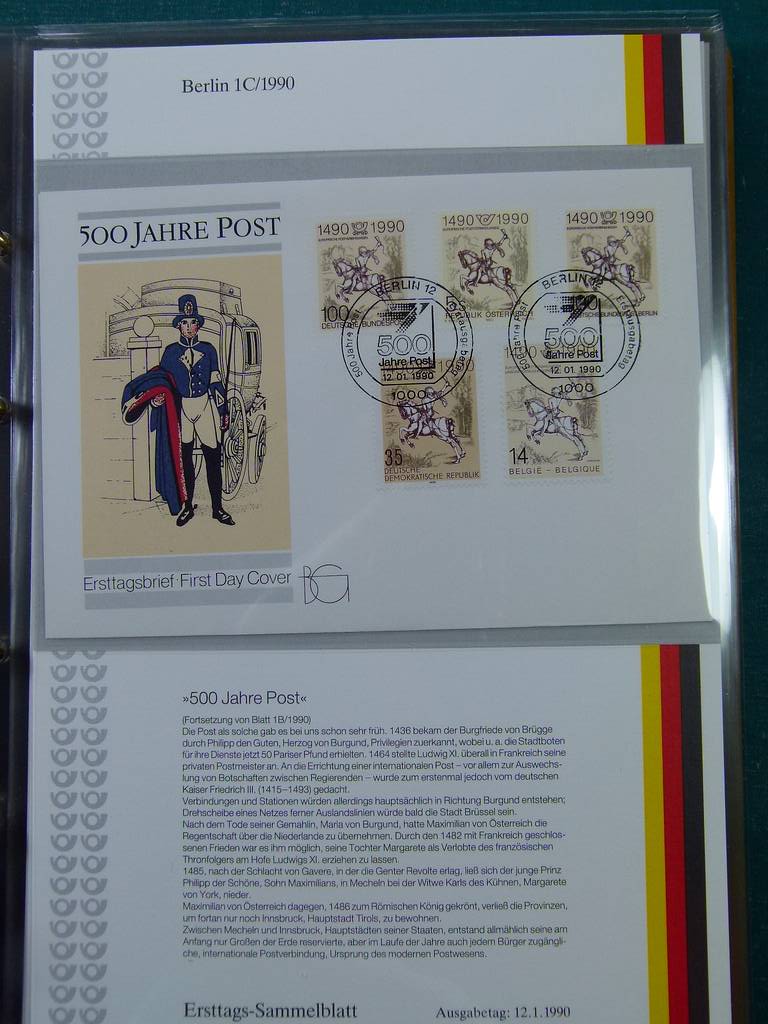 Berlin 1C/1990
500 JAHRE POST
1490 1990
100
DEUTSCHE BUNDESPOST
1490 1990
REPUBLIK ÖSTERREICH
1490 1990
100
DEUTSCHE BUNDESPOST BERLIN
BERLIN 12
500 Jahre Post
Erstausgabetag
500
Jahre Post
12.01.1990
1000
BERLIN 12
500 Jahre Post
Erstausgabetag
500
Jahre Post
12.01.1990
1000
35
DEUTSCHE
DEMOKRATISCHE REPUBLIK
14
BELGIË - BELGIQUE
Ersttagsbrief · First Day Cover
»500 Jahre Post«
(Fortsetzung von Blatt 1B/1990)
Die Post als solche gab es bei uns schon sehr früh. 1436 bekam der Burgfriede von Brügge
durch Philipp den Guten, Herzog von Burgund, Privilegien zuerkannt, wobei u. a. die Stadtboten
für ihre Dienste jetzt 50 Pariser Pfund erhielten. 1464 stellte Ludwig XI. überall in Frankreich seine
privaten Postmeister an. An die Errichtung einer internationalen Post – vor allem zur Auswechs-
lung von Botschaften zwischen Regierenden – wurde zum erstenmal jedoch vom deutschen
Kaiser Friedrich III. (1415–1493) gedacht.
Verbindungen und Stationen würden allerdings hauptsächlich in Richtung Burgund entstehen;
Drehscheibe eines Netzes ferner Auslandslinien würde bald die Stadt Brüssel sein.
Nach dem Tode seiner Gemahlin, Maria von Burgund, hatte Maximilian von Österreich die
Regentschaft über die Niederlande zu übernehmen. Durch den 1482 mit Frankreich geschlos-
senen Frieden war es ihm möglich, seine Tochter Margarete als Verlobte des französischen
Thronfolgers am Hofe Ludwigs XI. erziehen zu lassen.
1485, nach der Schlacht von Gavere, in der die Genter Revolte erlag, ließ sich der junge Prinz
Philipp der Schöne, Sohn Maximilians, in Mecheln bei der Witwe Karls des Kühnen, Margarete
von York, nieder.
Maximilian von Österreich dagegen, 1486 zum Römischen König gekrönt, verließ die Provinzen,
um fortan nur noch Innsbruck, Hauptstadt Tirols, zu bewohnen.
Zwischen Mecheln und Innsbruck, Hauptstädten seiner Staaten, entstand allmählich seine am
Anfang nur Großen der Erde reservierte, aber im Laufe der Jahre auch jedem Bürger zugängli-
che, internationale Postverbindung, Ursprung des modernen Postwesens.
Ersttags-Sammelblatt
Ausgabetag: 12.1.1990